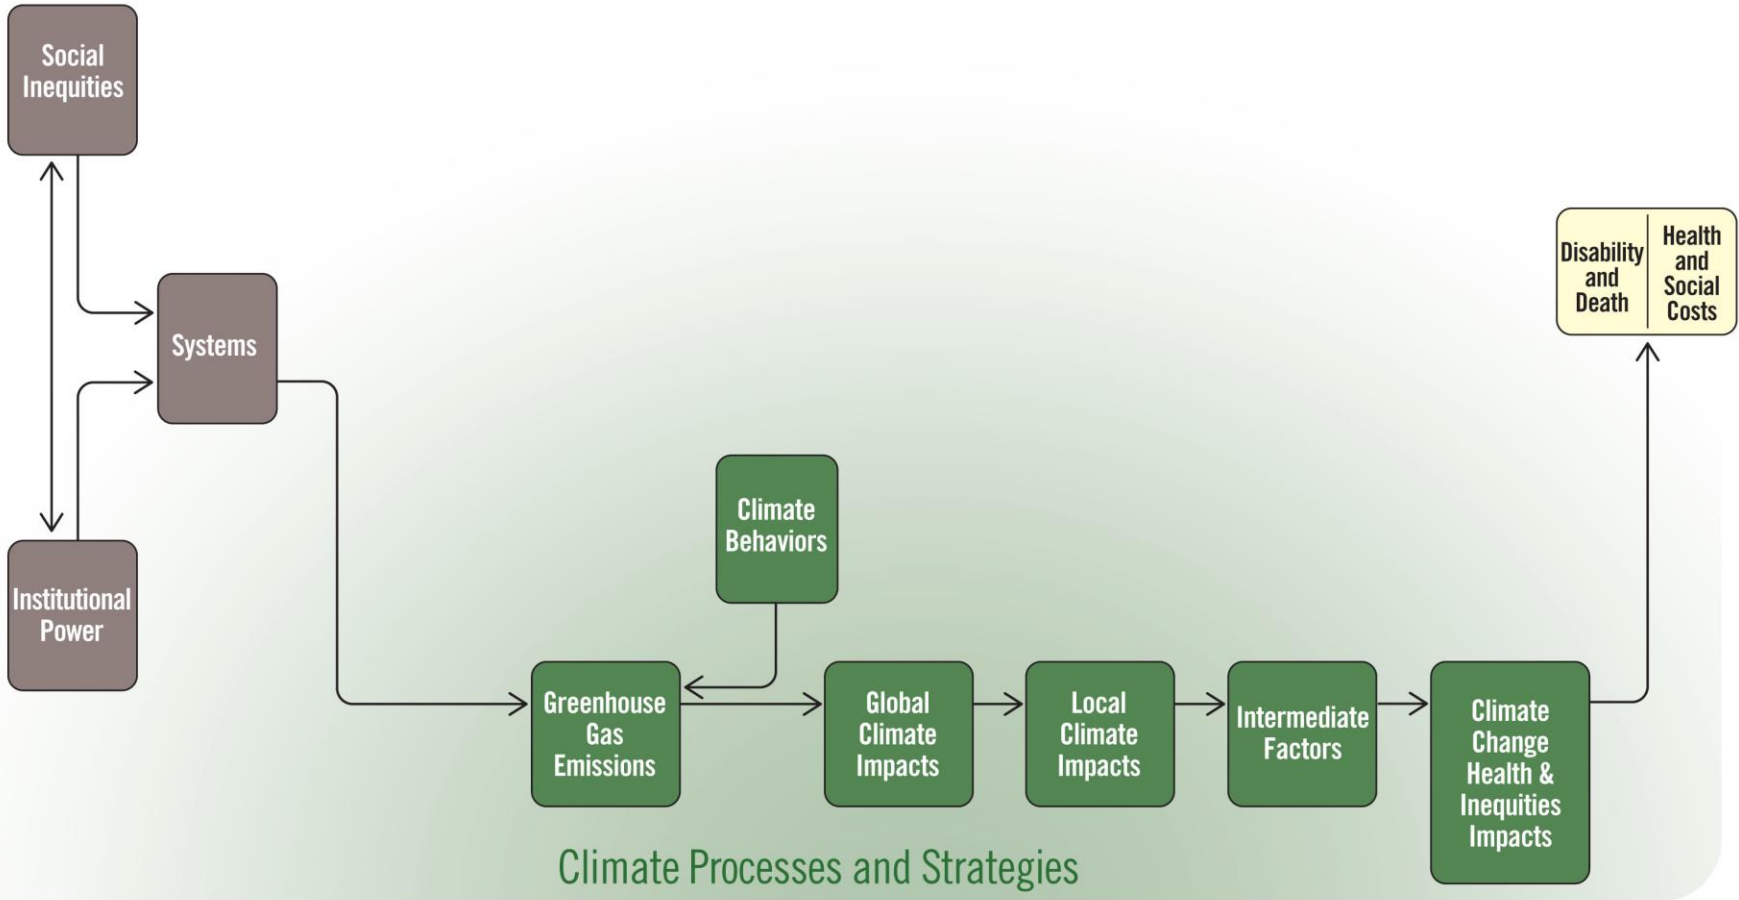 Social
Inequities
Systems
Institutional
Power
Climate
Behaviors
Greenhouse
Gas
Emissions
Global
Climate
Impacts
Local
Climate
Impacts
Intermediate
Factors
Climate
Change
Health &
Inequities
Impacts
Disability
and
Death
Health
and
Social
Costs
Climate Processes and Strategies